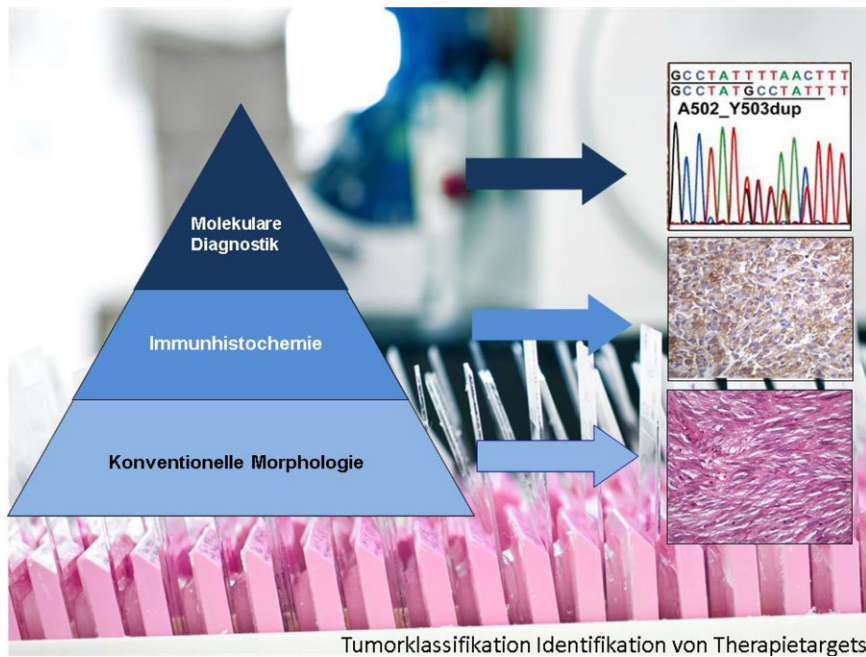 GCCTATTTTAACTTT
GCCTATGCCTATTTT
A502_Y503dup
Molekulare
Diagnostik
Immunhistochemie
Konventionelle Morphologie
Tumorklassifikation Identifikation von Therapietargets